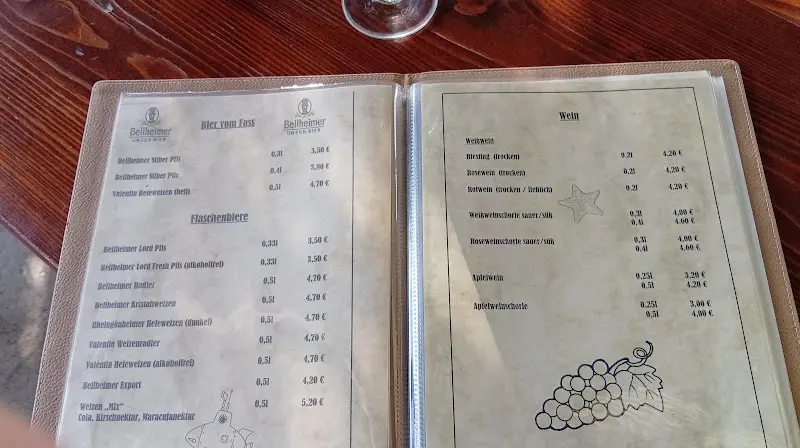 Bellheimer
UNSER BIER
Bier vom Fass
Bellheimer
UNSER BIER
Bellheimer Silber Pils 0,3l 3,50 €
Bellheimer Silber Pils 0,4l 3,80 €
Valentin Hefeweizen (hell) 0,5l 4,70 €
Flaschenbiere
Bellheimer Lord Pils 0,33l 3,50 €
Bellheimer Lord Fresh Pils (alkoholfrei) 0,33l 3,50 €
Bellheimer Radler 0,5l 4,70 €
Bellheimer Kristallweizen 0,5l 4,70 €
Rheingönheimer Hefeweizen (dunkel) 0,5l 4,70 €
Valentin Weizenradler 0,5l 4,70 €
Valentin Hefeweizen (alkoholfrei) 0,5l 4,70 €
Bellheimer Export 0,5l 4,20 €
Weizen „Mix“ 0,5l 5,20 €
Cola, Kirschnektar, Maracujanektar
Wein
Weißwein
Riesling (trocken) 0,2l 4,20 €
Rosewein (trocken) 0,2l 4,20 €
Rotwein (trocken / lieblich) 0,2l 4,20 €
Weißweinschorle sauer/süß 0,3l 4,00 €
0,4l 4,60 €
Roseweinschorle sauer/süß 0,3l 4,00 €
0,4l 4,60 €
Apfelwein 0,25l 3,20 €
0,5l 4,20 €
Apfelweinschorle 0,25l 3,00 €
0,5l 4,00 €